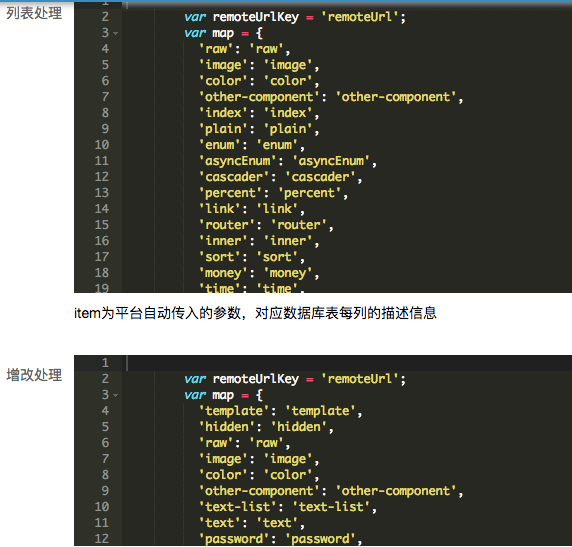 列表处理
1
2 var remoteUrlKey = 'remoteUrl';
3 var map = {
4 'raw': 'raw',
5 'image': 'image',
6 'color': 'color',
7 'other-component': 'other-component',
8 'index': 'index',
9 'plain': 'plain',
10 'enum': 'enum',
11 'asyncEnum': 'asyncEnum',
12 'cascader': 'cascader',
13 'percent': 'percent',
14 'link': 'link',
15 'router': 'router',
16 'inner': 'inner',
17 'sort': 'sort',
18 'money': 'money',
19 'time': 'time',
item为平台自动传入的参数，对应数据库表每列的描述信息
增改处理
1
2 var remoteUrlKey = 'remoteUrl';
3 var map = {
4 'template': 'template',
5 'hidden': 'hidden',
6 'raw': 'raw',
7 'image': 'image',
8 'color': 'color',
9 'other-component': 'other-component',
10 'text-list': 'text-list',
11 'text': 'text',
12 'password': 'password',